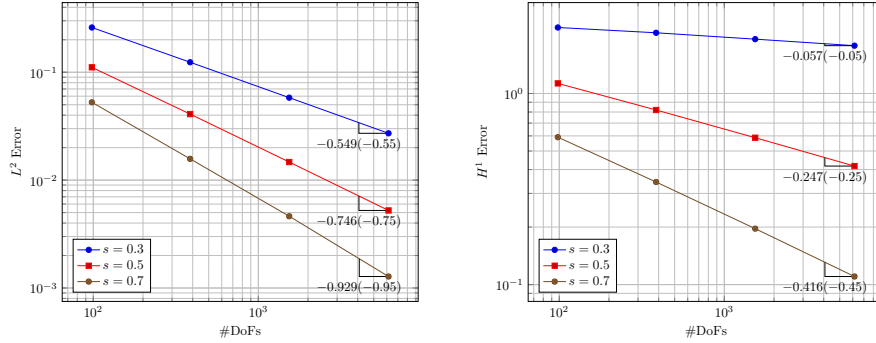 10^{-1}
10^{-2}
10^{-3}
L^2 Error
−0.549(−0.55)
−0.746(−0.75)
−0.929(−0.95)
s = 0.3
s = 0.5
s = 0.7
10^2
10^3
#DoFs
10^0
10^{-1}
H^1 Error
−0.057(−0.05)
−0.247(−0.25)
−0.416(−0.45)
s = 0.3
s = 0.5
s = 0.7
10^2
10^3
#DoFs